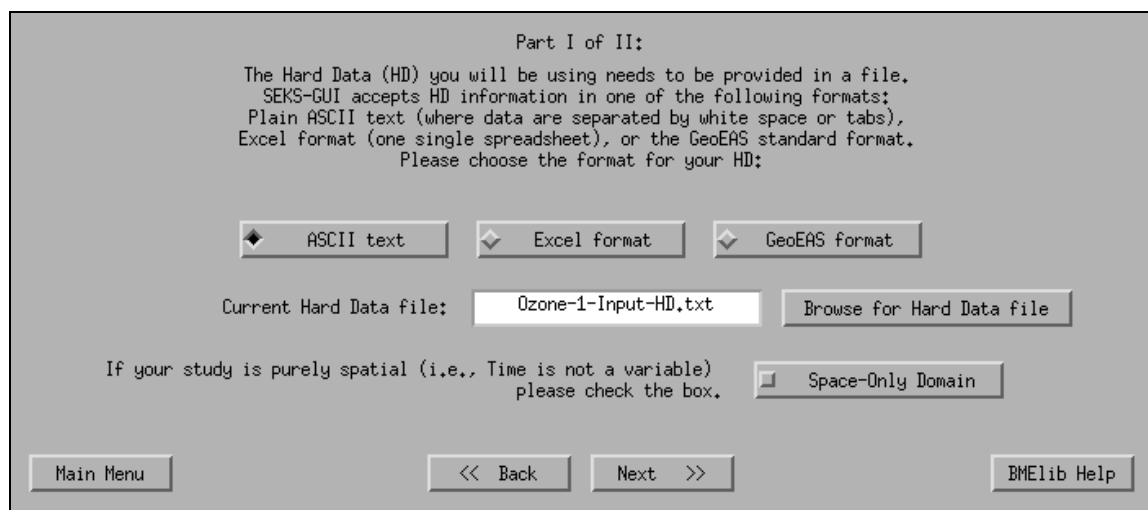 Part I of II:
The Hard Data (HD) you will be using needs to be provided in a file.
SEKS-GUI accepts HD information in one of the following formats:
Plain ASCII text (where data are separated by white space or tabs),
Excel format (one single spreadsheet), or the GeoEAS standard format.
Please choose the format for your HD:
ASCII text Excel format GeoEAS format
Current Hard Data file: Ozone-1-Input-HD.txt Browse for Hard Data file
If your study is purely spatial (i.e., Time is not a variable)
please check the box. Space-Only Domain
Main Menu << Back Next >> BMElib Help